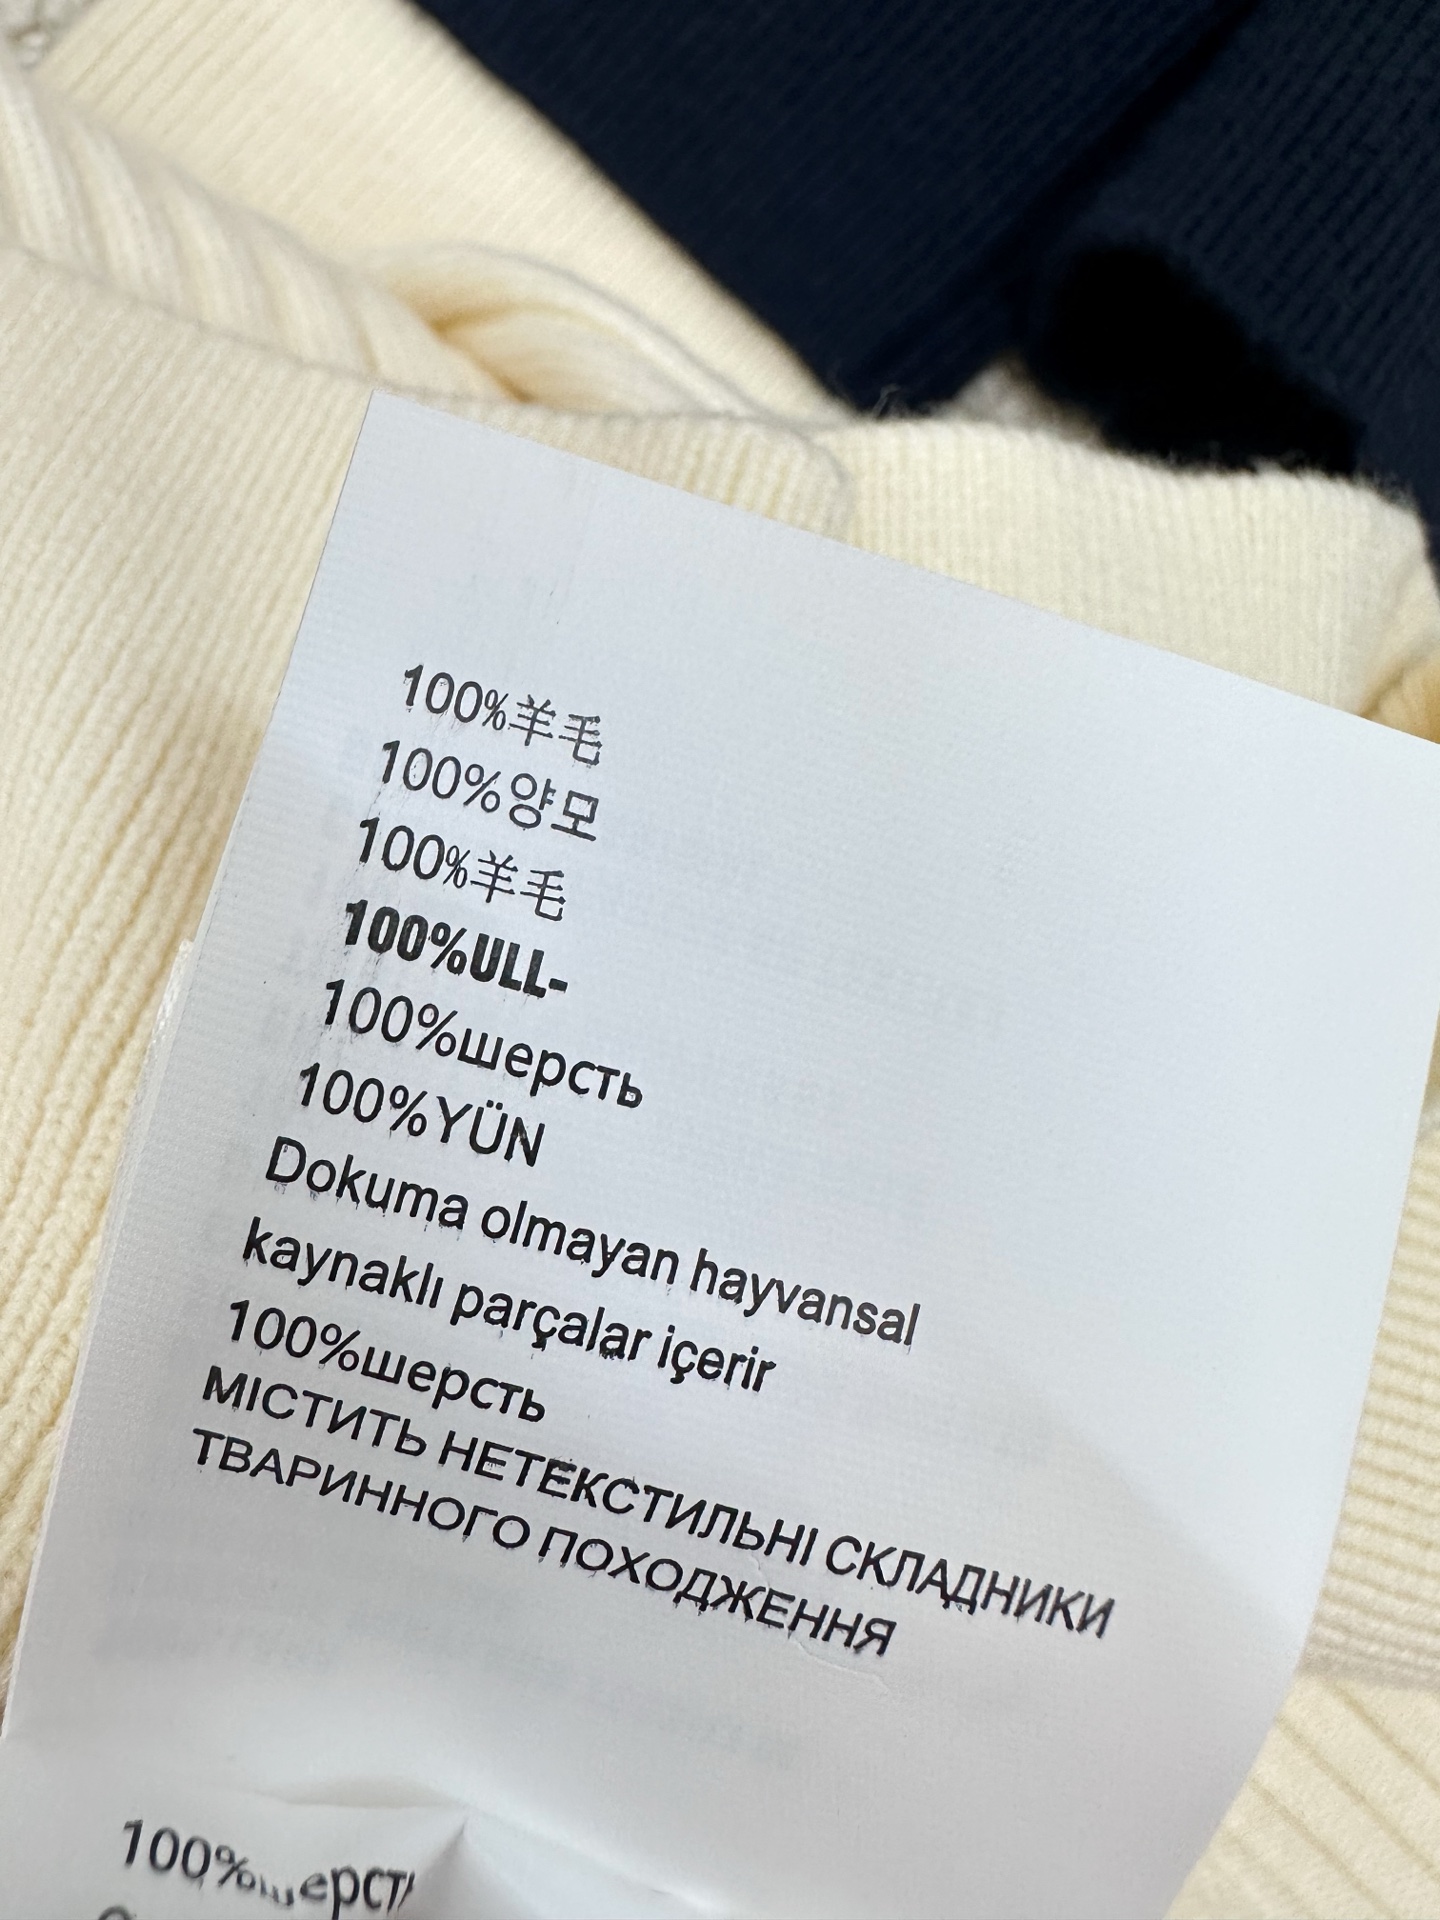 100%羊毛
100%양모
100%羊毛
100%ULL-
100%шерсть
100%YÜN
Dokuma olmayan hayvansal
kaynaklı parçalar içerir
100%шерсть
МІСТИТЬ НЕТЕКСТИЛЬНІ СКЛАДНИКИ
ТВАРИННОГО ПОХОДЖЕННЯ